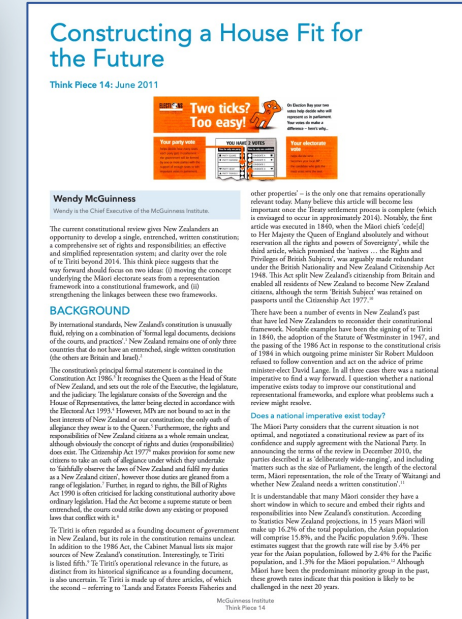 Constructing a House Fit for
the Future
Think Piece 14: June 2011
Two ticks?
Too easy!
On Election Day your two
votes help decide who will
represent us in parliament.
Your votes do make a
difference – here's why...
Your party vote
YOU HAVE 2 VOTES
Your electorate
vote
Wendy McGuinness
Wendy is the Chief Executive of the McGuinness Institute.
The current constitutional review gives New Zealanders an
opportunity to develop a single, entrenched, written constitution;
a comprehensive set of rights and responsibilities; an effective
and simplified representation system; and clarity over the role
of te Tiriti beyond 2014. This think piece suggests that the
way forward should focus on two ideas: (i) moving the concept
underlying the Māori electorate seats from a representation
framework into a constitutional framework, and (ii)
strengthening the linkages between these two frameworks.
BACKGROUND
By international standards, New Zealand's constitution is unusually
fluid, relying on a combination of 'formal legal documents, decisions
of the courts, and practices'.¹ New Zealand remains one of only three
countries that do not have an entrenched, single written constitution
(the others are Britain and Israel).²
The constitution's principal formal statement is contained in the
Constitution Act 1986.³ It recognises the Queen as the Head of State
of New Zealand, and sets out the role of the Executive, the legislature,
and the judiciary. The legislature consists of the Sovereign and the
House of Representatives, the latter being elected in accordance with
the Electoral Act 1993.⁴ However, MPs are not bound to act in the
best interests of New Zealand or our constitution; the only oath of
allegiance they swear is to the Queen.⁵ Furthermore, the rights and
responsibilities of New Zealand citizens as a whole remain unclear,
although obviously the concept of rights and duties (responsibilities)
does exist. The Citizenship Act 1977⁶ makes provision for some new
citizens to take an oath of allegiance under which they undertake
to 'faithfully observe the laws of New Zealand and fulfil my duties
as a New Zealand citizen', however those duties are gleaned from a
range of legislation.⁷ Further, in regard to rights, the Bill of Rights
Act 1990 is often criticised for lacking constitutional authority above
ordinary legislation. Had the Act become a supreme statute or been
entrenched, the courts could strike down any existing or proposed
laws that conflict with it.⁸
Te Tiriti is often regarded as a founding document of government
in New Zealand, but its role in the constitution remains unclear.
In addition to the 1986 Act, the Cabinet Manual lists six major
sources of New Zealand's constitution. Interestingly, te Tiriti
is listed fifth.⁹ Te Tiriti's operational relevance in the future, as
distinct from its historical significance as a founding document,
is also uncertain. Te Tiriti is made up of three articles, of which
the second – referring to 'Lands and Estates Forests Fisheries and
other properties' – is the only one that remains operationally
relevant today. Many believe this article will become less
important once the Treaty settlement process is complete (which
is envisaged to occur in approximately 2014). Notably, the first
article was executed in 1840, when the Māori chiefs 'cede[d]
to Her Majesty the Queen of England absolutely and without
reservation all the rights and powers of Sovereignty', while the
third article, which promised the 'natives ... the Rights and
Privileges of British Subjects', was arguably made redundant
under the British Nationality and New Zealand Citizenship Act
1948. This Act split New Zealand's citizenship from Britain and
enabled all residents of New Zealand to become New Zealand
citizens, although the term 'British Subject' was retained on
passports until the Citizenship Act 1977.¹⁰
There have been a number of events in New Zealand's past
that have led New Zealanders to reconsider their constitutional
framework. Notable examples have been the signing of te Tiriti
in 1840, the adoption of the Statute of Westminster in 1947, and
the passing of the 1986 Act in response to the constitutional crisis
of 1984 in which outgoing prime minister Sir Robert Muldoon
refused to follow convention and act on the advice of prime
minister-elect David Lange. In all three cases there was a national
imperative to find a way forward. I question whether a national
imperative exists today to improve our constitutional and
representational frameworks, and explore what problems such a
review might resolve.
Does a national imperative exist today?
The Māori Party considers that the current situation is not
optimal, and negotiated a constitutional review as part of its
confidence and supply agreement with the National Party. In
announcing the terms of the review in December 2010, the
parties described it as 'deliberately wide-ranging', and including
'matters such as the size of Parliament, the length of the electoral
term, Māori representation, the role of the Treaty of Waitangi and
whether New Zealand needs a written constitution'.¹¹
It is understandable that many Māori consider they have a
short window in which to secure and embed their rights and
responsibilities into New Zealand's constitution. According
to Statistics New Zealand projections, in 15 years Māori will
make up 16.2% of the total population, the Asian population
will comprise 15.8%, and the Pacific population 9.6%. These
estimates suggest that the growth rate will rise by 3.4% per
year for the Asian population, followed by 2.4% for the Pacific
population, and 1.3% for the Māori population.¹² Although
Māori have been the predominant minority group in the past,
these growth rates indicate that this position is likely to be
challenged in the next 20 years.
McGuinness Institute
Think Piece 14